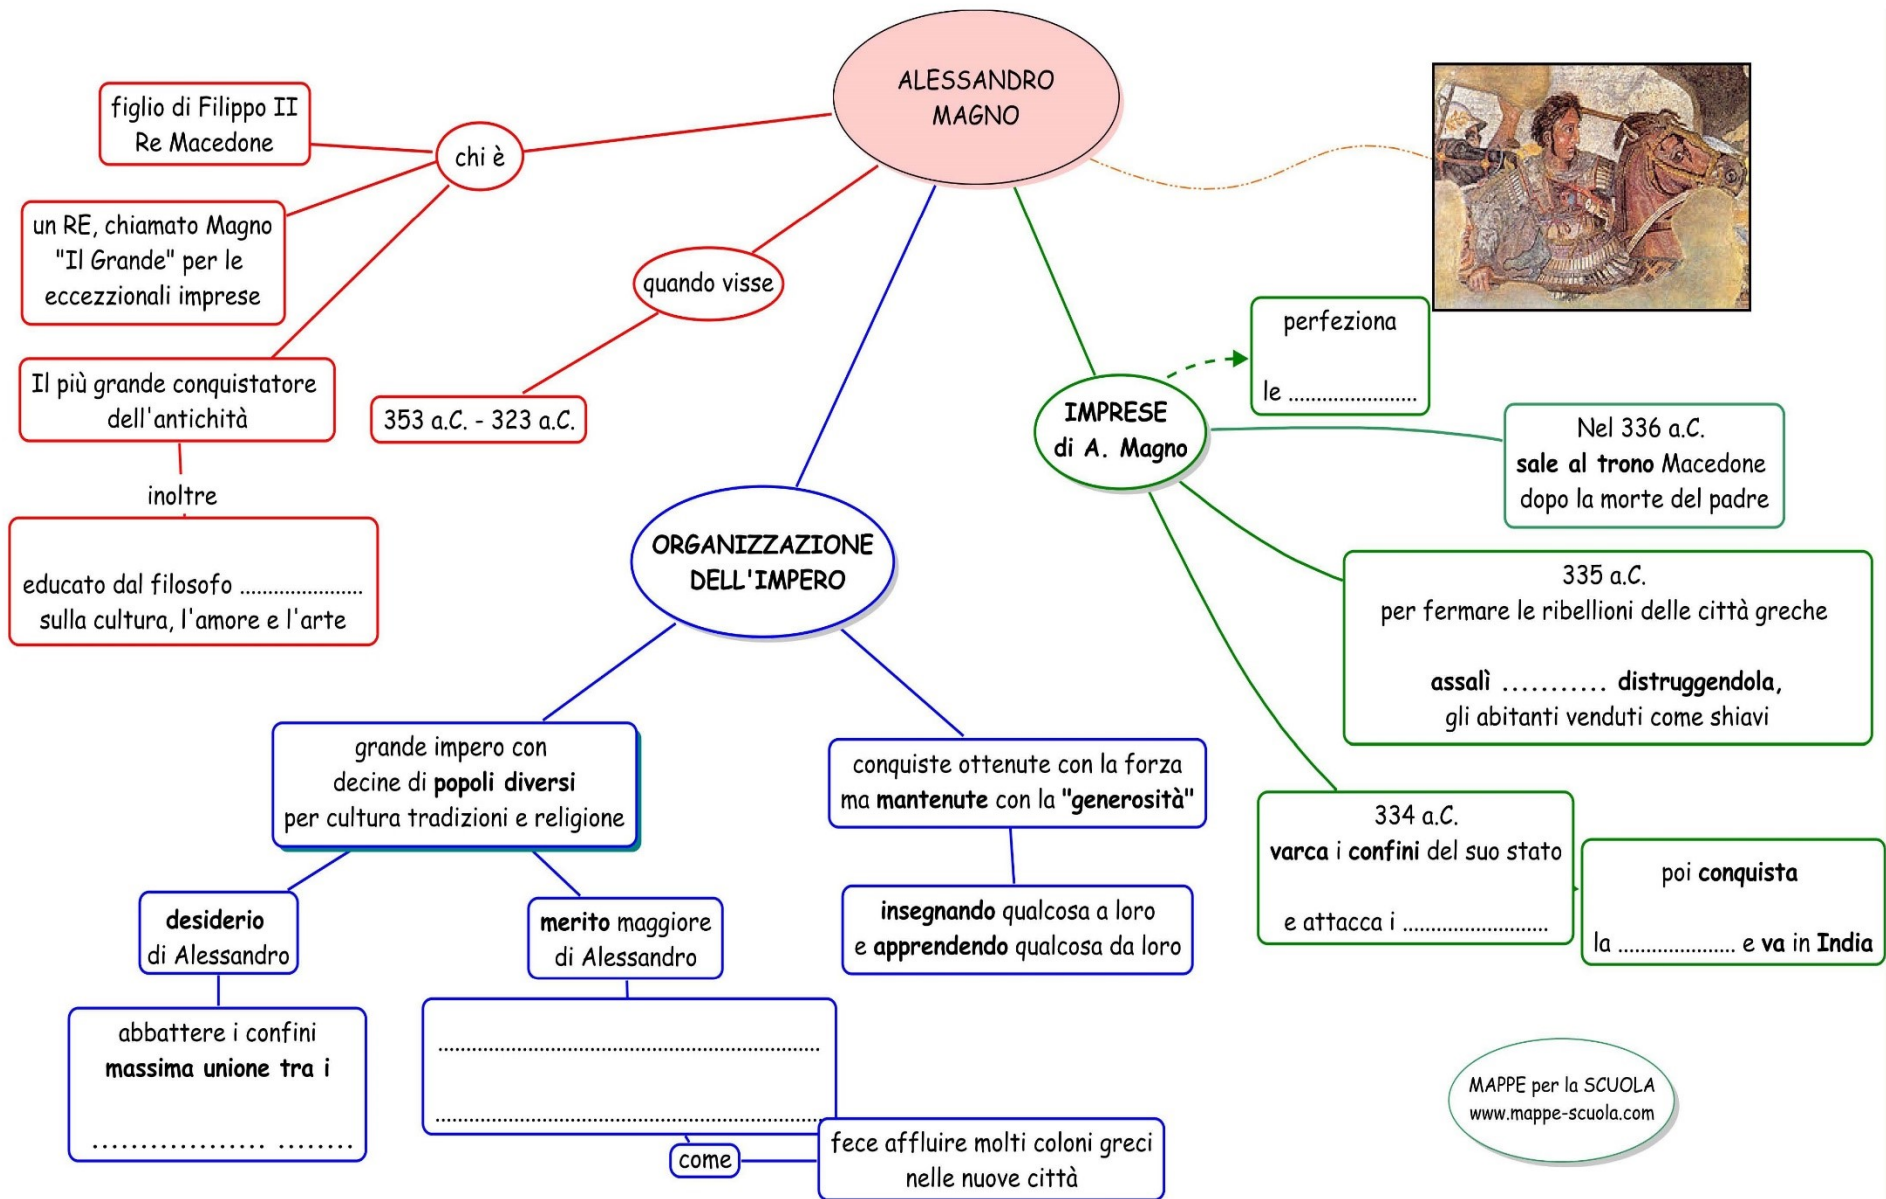 ALESSANDRO
MAGNO
chi è
figlio di Filippo II
Re Macedone
un RE, chiamato Magno
"Il Grande" per le
eccezzionali imprese
Il più grande conquistatore
dell'antichità
inoltre
educato dal filosofo ......................
sulla cultura, l'amore e l'arte
quando visse
353 a.C. - 323 a.C.
ORGANIZZAZIONE
DELL'IMPERO
grande impero con
decine di popoli diversi
per cultura tradizioni e religione
desiderio
di Alessandro
abbattere i confini
massima unione tra i
.................. ........
merito maggiore
di Alessandro
....................................................................
.....................................................................
come
fece affluire molti coloni greci
nelle nuove città
conquiste ottenute con la forza
ma mantenute con la "generosità"
insegnando qualcosa a loro
e apprendendo qualcosa da loro
IMPRESE
di A. Magno
perfeziona
le .......................
Nel 336 a.C.
sale al trono Macedone
dopo la morte del padre
335 a.C.
per fermare le ribellioni delle città greche
assalì ........... distruggendola,
gli abitanti venduti come shiavi
334 a.C.
varca i confini del suo stato
e attacca i ..........................
poi conquista
la ..................... e va in India
MAPPE per la SCUOLA
www.mappe-scuola.com